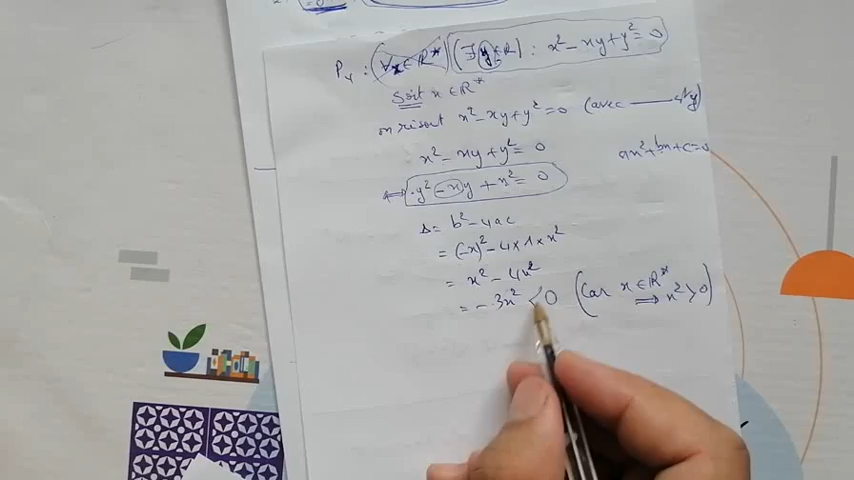 P₄ : (∀x∈ℝ*) (∃y∈ℝ) : x² - xy + y² = 0
Soit x ∈ ℝ*
on résout x² - xy + y² = 0 (avec y)
x² - xy + y² = 0
ax² + bx + c = 0
⟺ y² - xy + x² = 0
Δ = b² - 4ac
= (-x)² - 4×1×x²
= x² - 4x²
= -3x² < 0 (Car x ∈ ℝ* ⟹ x² > 0)